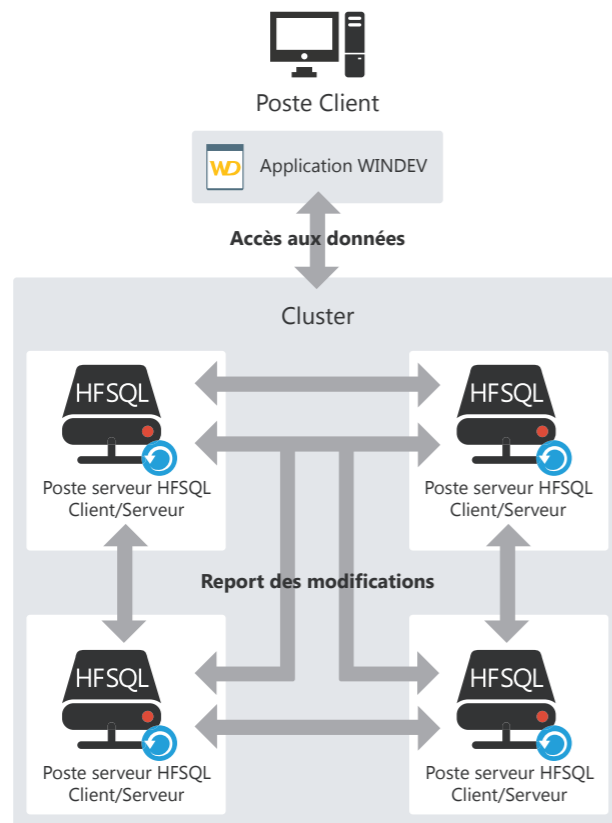 Poste Client
WD
Application WINDEV
Accès aux données
Cluster
HFSQL
HFSQL
Poste serveur HFSQL
Client/Serveur
Poste serveur HFSQL
Client/Serveur
Report des modifications
HFSQL
HFSQL
Poste serveur HFSQL
Client/Serveur
Poste serveur HFSQL
Client/Serveur